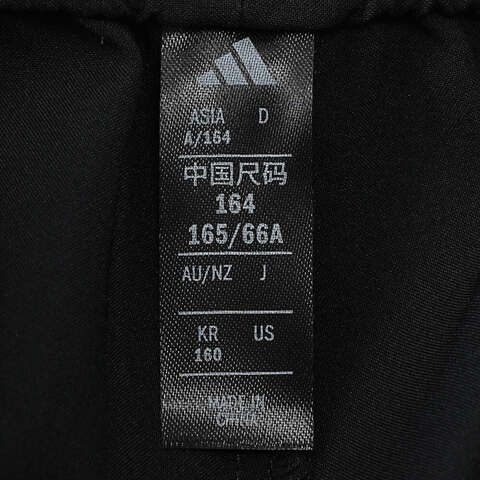 ASIA D
A/164
中国尺码
164
165/66A
AU/NZ J
KR US
160
MADE IN
CHINA